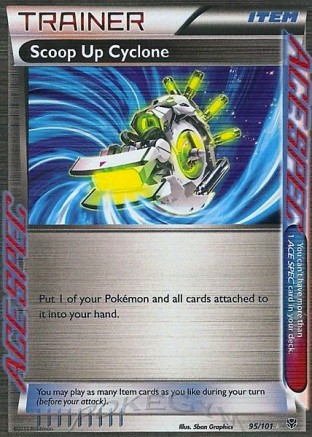 TRAINER
ITEM
Scoop Up Cyclone
ACE SPEC
ACE SPEC
You can't have more than
1 ACE SPEC card in your deck.
Put 1 of your Pokémon and all cards attached to
it into your hand.
You may play as many Item cards as you like during your turn
(before your attack).
Illus. 5ban Graphics
95/101